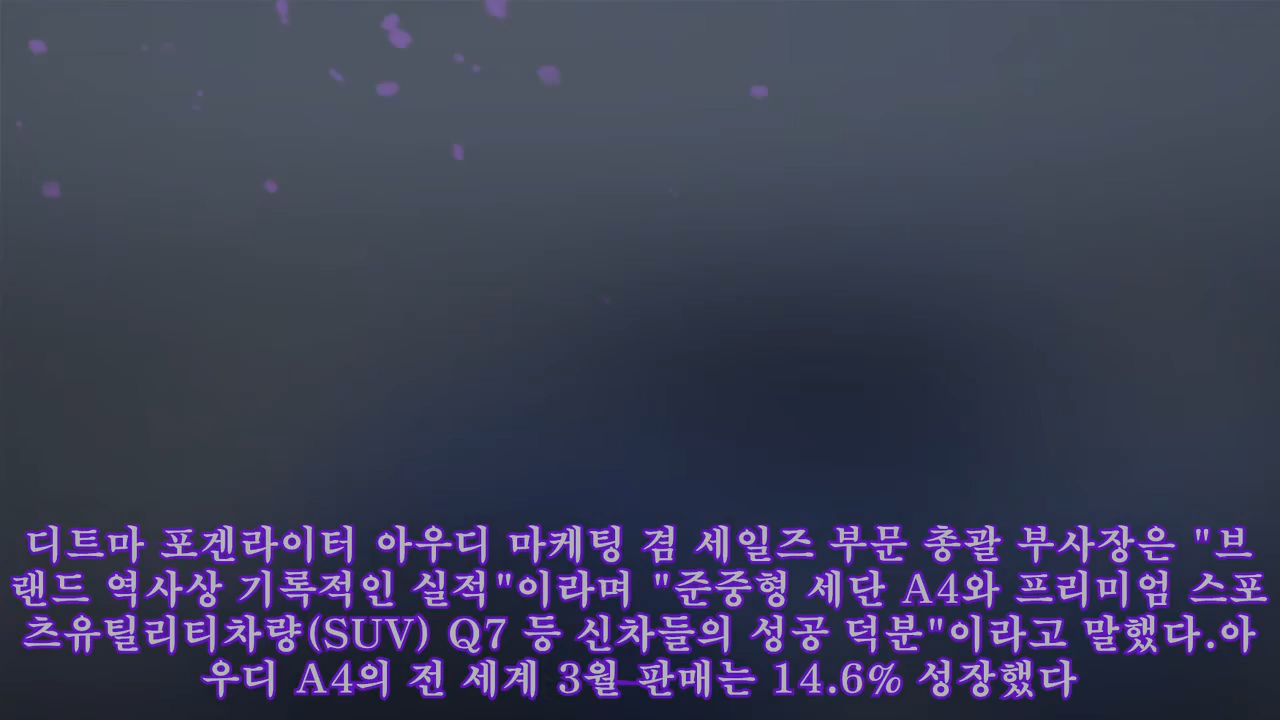 디트마 포겐라이터 아우디 마케팅 겸 세일즈 부문 총괄 부사장은 "브
랜드 역사상 기록적인 실적"이라며 "준중형 세단 A4와 프리미엄 스포
츠유틸리티차량(SUV) Q7 등 신차들의 성공 덕분"이라고 말했다.아
우디 A4의 전 세계 3월 판매는 14.6% 성장했다